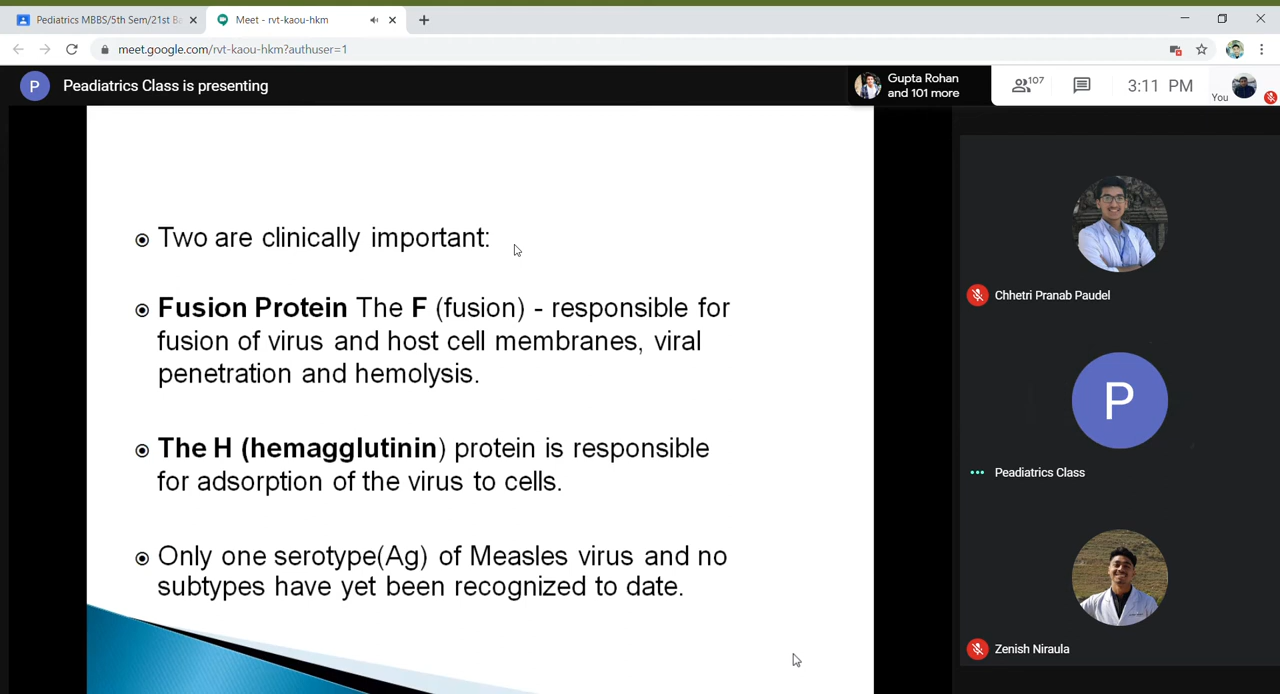 Pediatrics MBBS/5th Sem/21st Ba
Meet - rvt-kaou-hkm
meet.google.com/rvt-kaou-hkm?authuser=1
P
Peadiatrics Class is presenting
Gupta Rohan
and 101 more
107
3:11 PM
You
Two are clinically important:
Fusion Protein The F (fusion) - responsible for
fusion of virus and host cell membranes, viral
penetration and hemolysis.
The H (hemagglutinin) protein is responsible
for adsorption of the virus to cells.
Only one serotype(Ag) of Measles virus and no
subtypes have yet been recognized to date.
Chhetri Pranab Paudel
P
Peadiatrics Class
Zenish Niraula